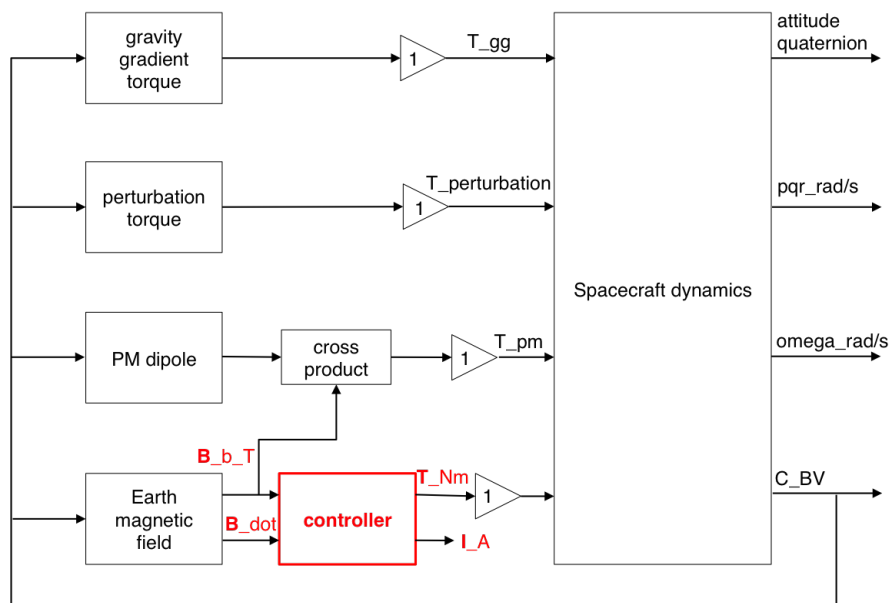 gravity
gradient
torque
1
T_gg
attitude
quaternion
perturbation
torque
1
T_perturbation
pqr_rad/s
Spacecraft dynamics
PM dipole
cross
product
1
T_pm
omega_rad/s
B_b_T
Earth
magnetic
field
B_dot
controller
T_Nm
1
I_A
C_BV